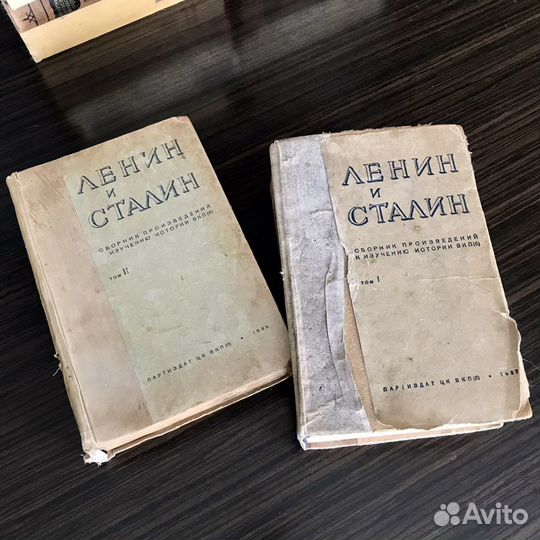 ЛЕНИН
и
СТАЛИН
СБОРНИК ПРОИЗВЕДЕНИЙ
К ИЗУЧЕНИЮ ИСТОРИИ ВКП(б)
ТОМ II
ПАРТИЗДАТ ЦК ВКП(б) • 1936
ЛЕНИН
и
СТАЛИН
СБОРНИК ПРОИЗВЕДЕНИЙ
К ИЗУЧЕНИЮ ИСТОРИИ ВКП(б)
ТОМ I
ПАРТИЗДАТ ЦК ВКП(б) • 1937
Avito